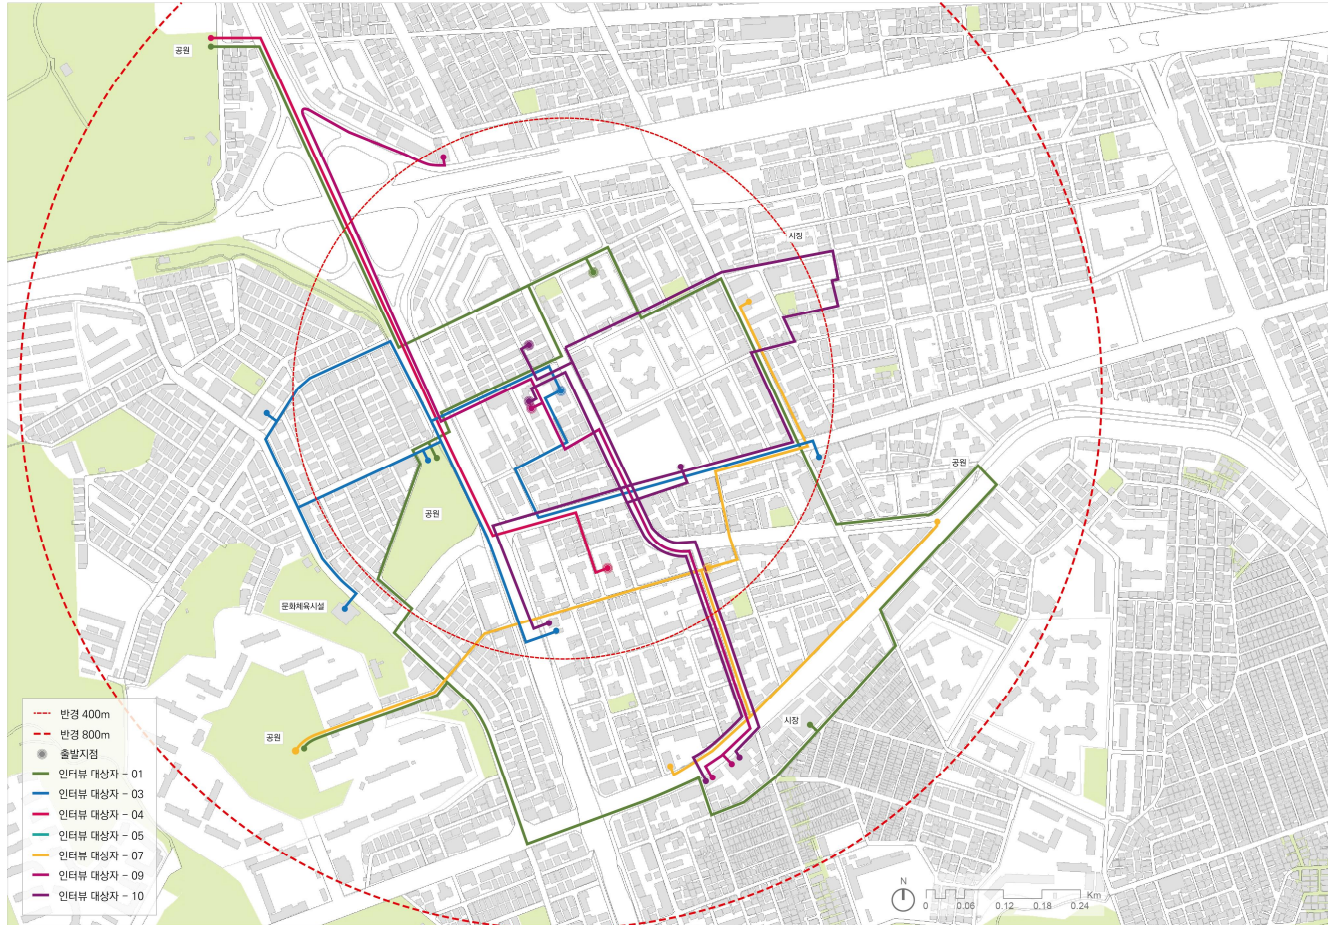 공원
시장
공원
공원
문화체육시설
시장
공원
반경 400m
반경 800m
출발지점
인터뷰 대상자 - 01
인터뷰 대상자 - 03
인터뷰 대상자 - 04
인터뷰 대상자 - 05
인터뷰 대상자 - 07
인터뷰 대상자 - 09
인터뷰 대상자 - 10
N
Km
0 0.06 0.12 0.18 0.24